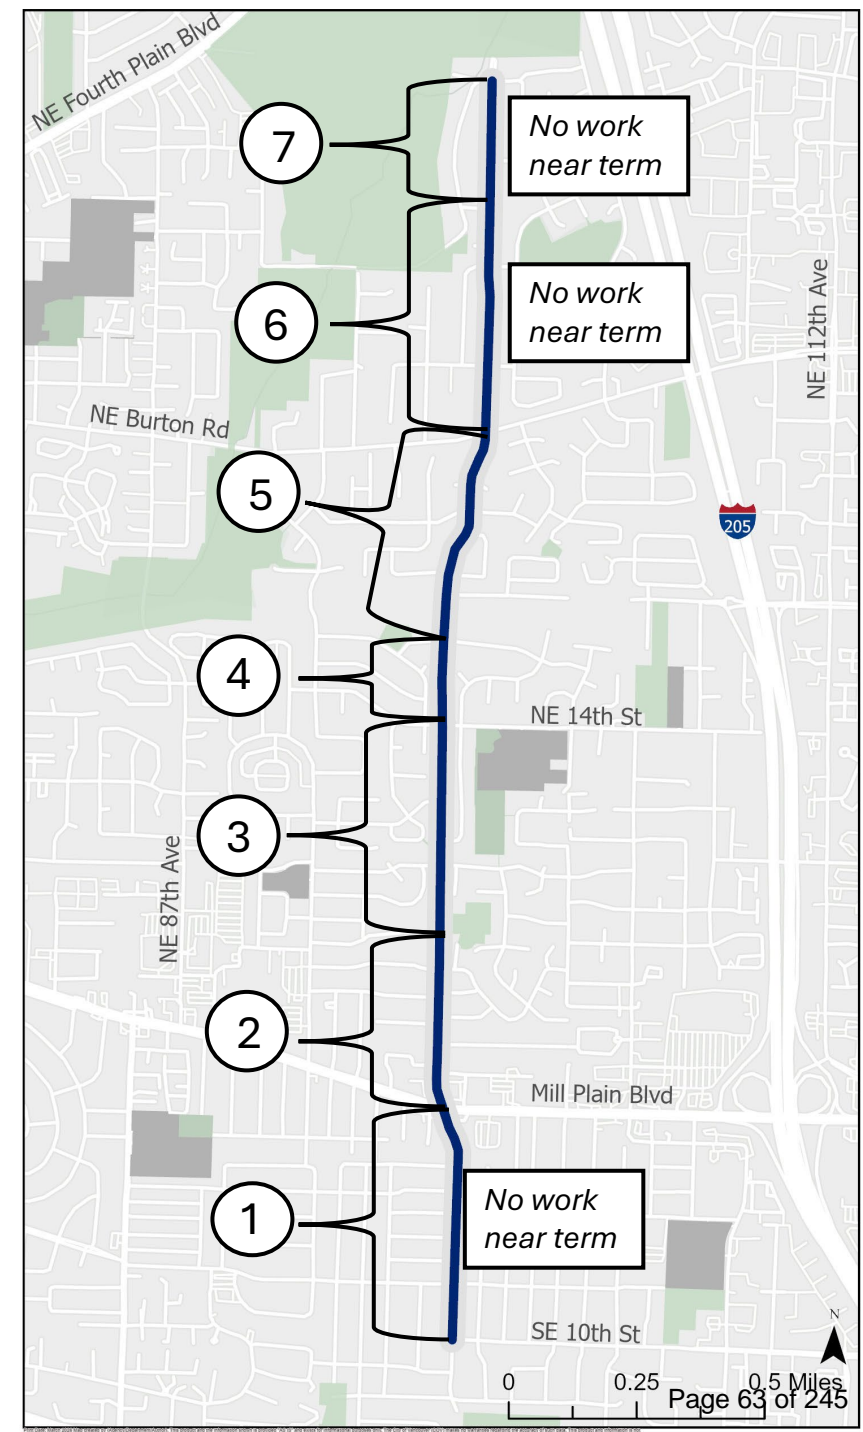 NE Fourth Plain Blvd
7
No work
near term
6
No work
near term
NE 112th Ave
NE Burton Rd
5
205
4
NE 14th St
3
NE 87th Ave
2
Mill Plain Blvd
1
No work
near term
SE 10th St
N
0 0.25 0.5 Miles
Page 63 of 245